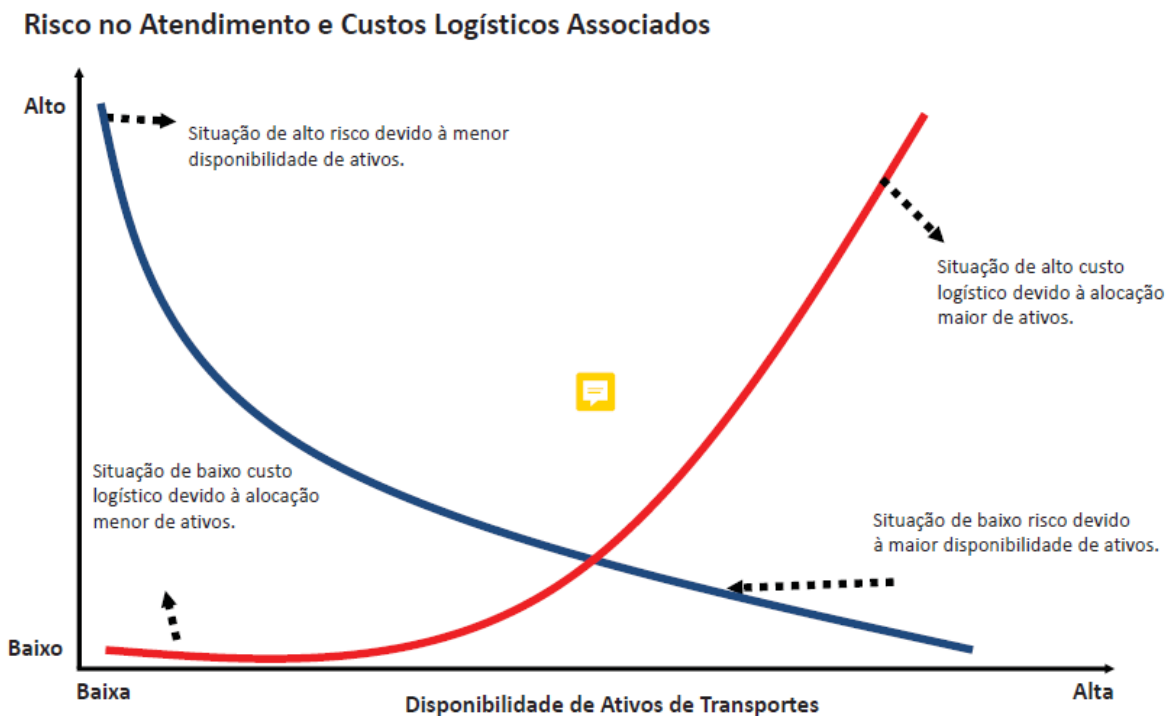 Risco no Atendimento e Custos Logísticos Associados
Alto
Situação de alto risco devido à menor
disponibilidade de ativos.
Situação de alto custo
logístico devido à alocação
maior de ativos.
Situação de baixo custo
logístico devido à alocação
menor de ativos.
Situação de baixo risco devido
à maior disponibilidade de ativos.
Baixo
Baixa
Disponibilidade de Ativos de Transportes
Alta